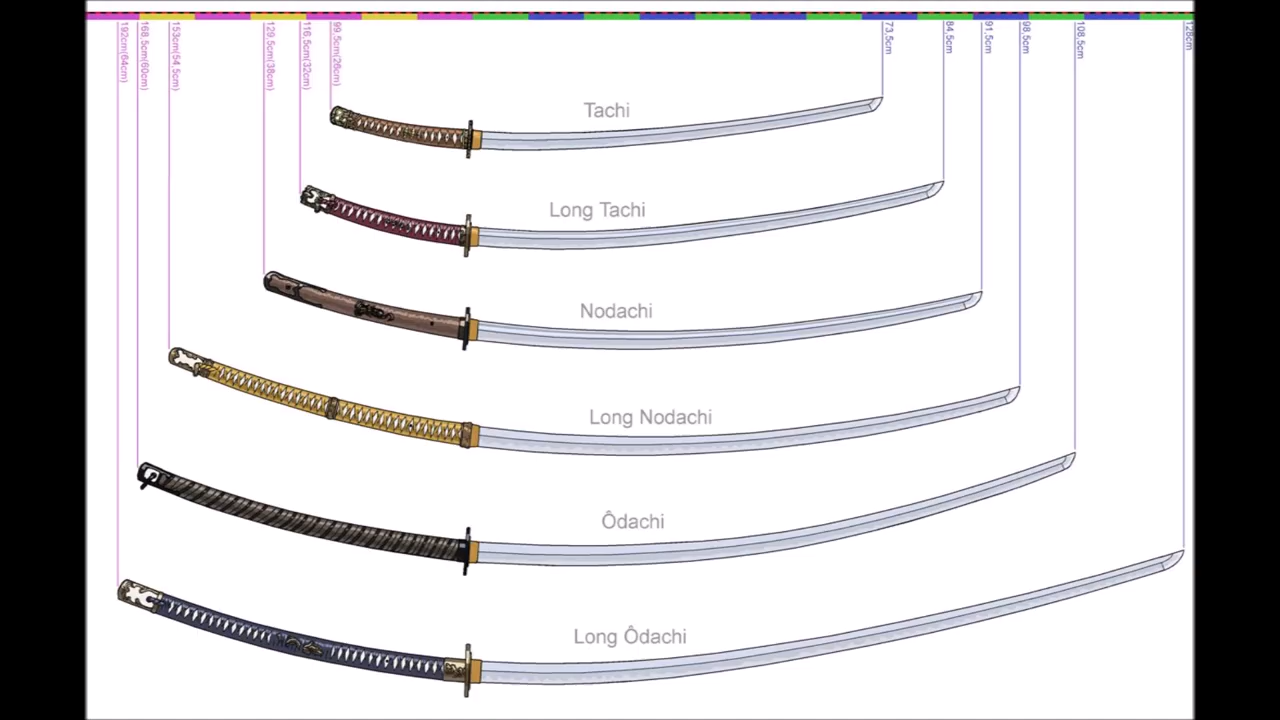 192cm(64cm)
168,5cm(60cm)
153cm(54,5cm)
129,5cm(38cm)
116,5cm(32cm)
99,5cm(26cm)
73,5cm
84,5cm
91,5cm
98,5cm
108,5cm
128cm
Tachi
Long Tachi
Nodachi
Long Nodachi
Ôdachi
Long Ôdachi